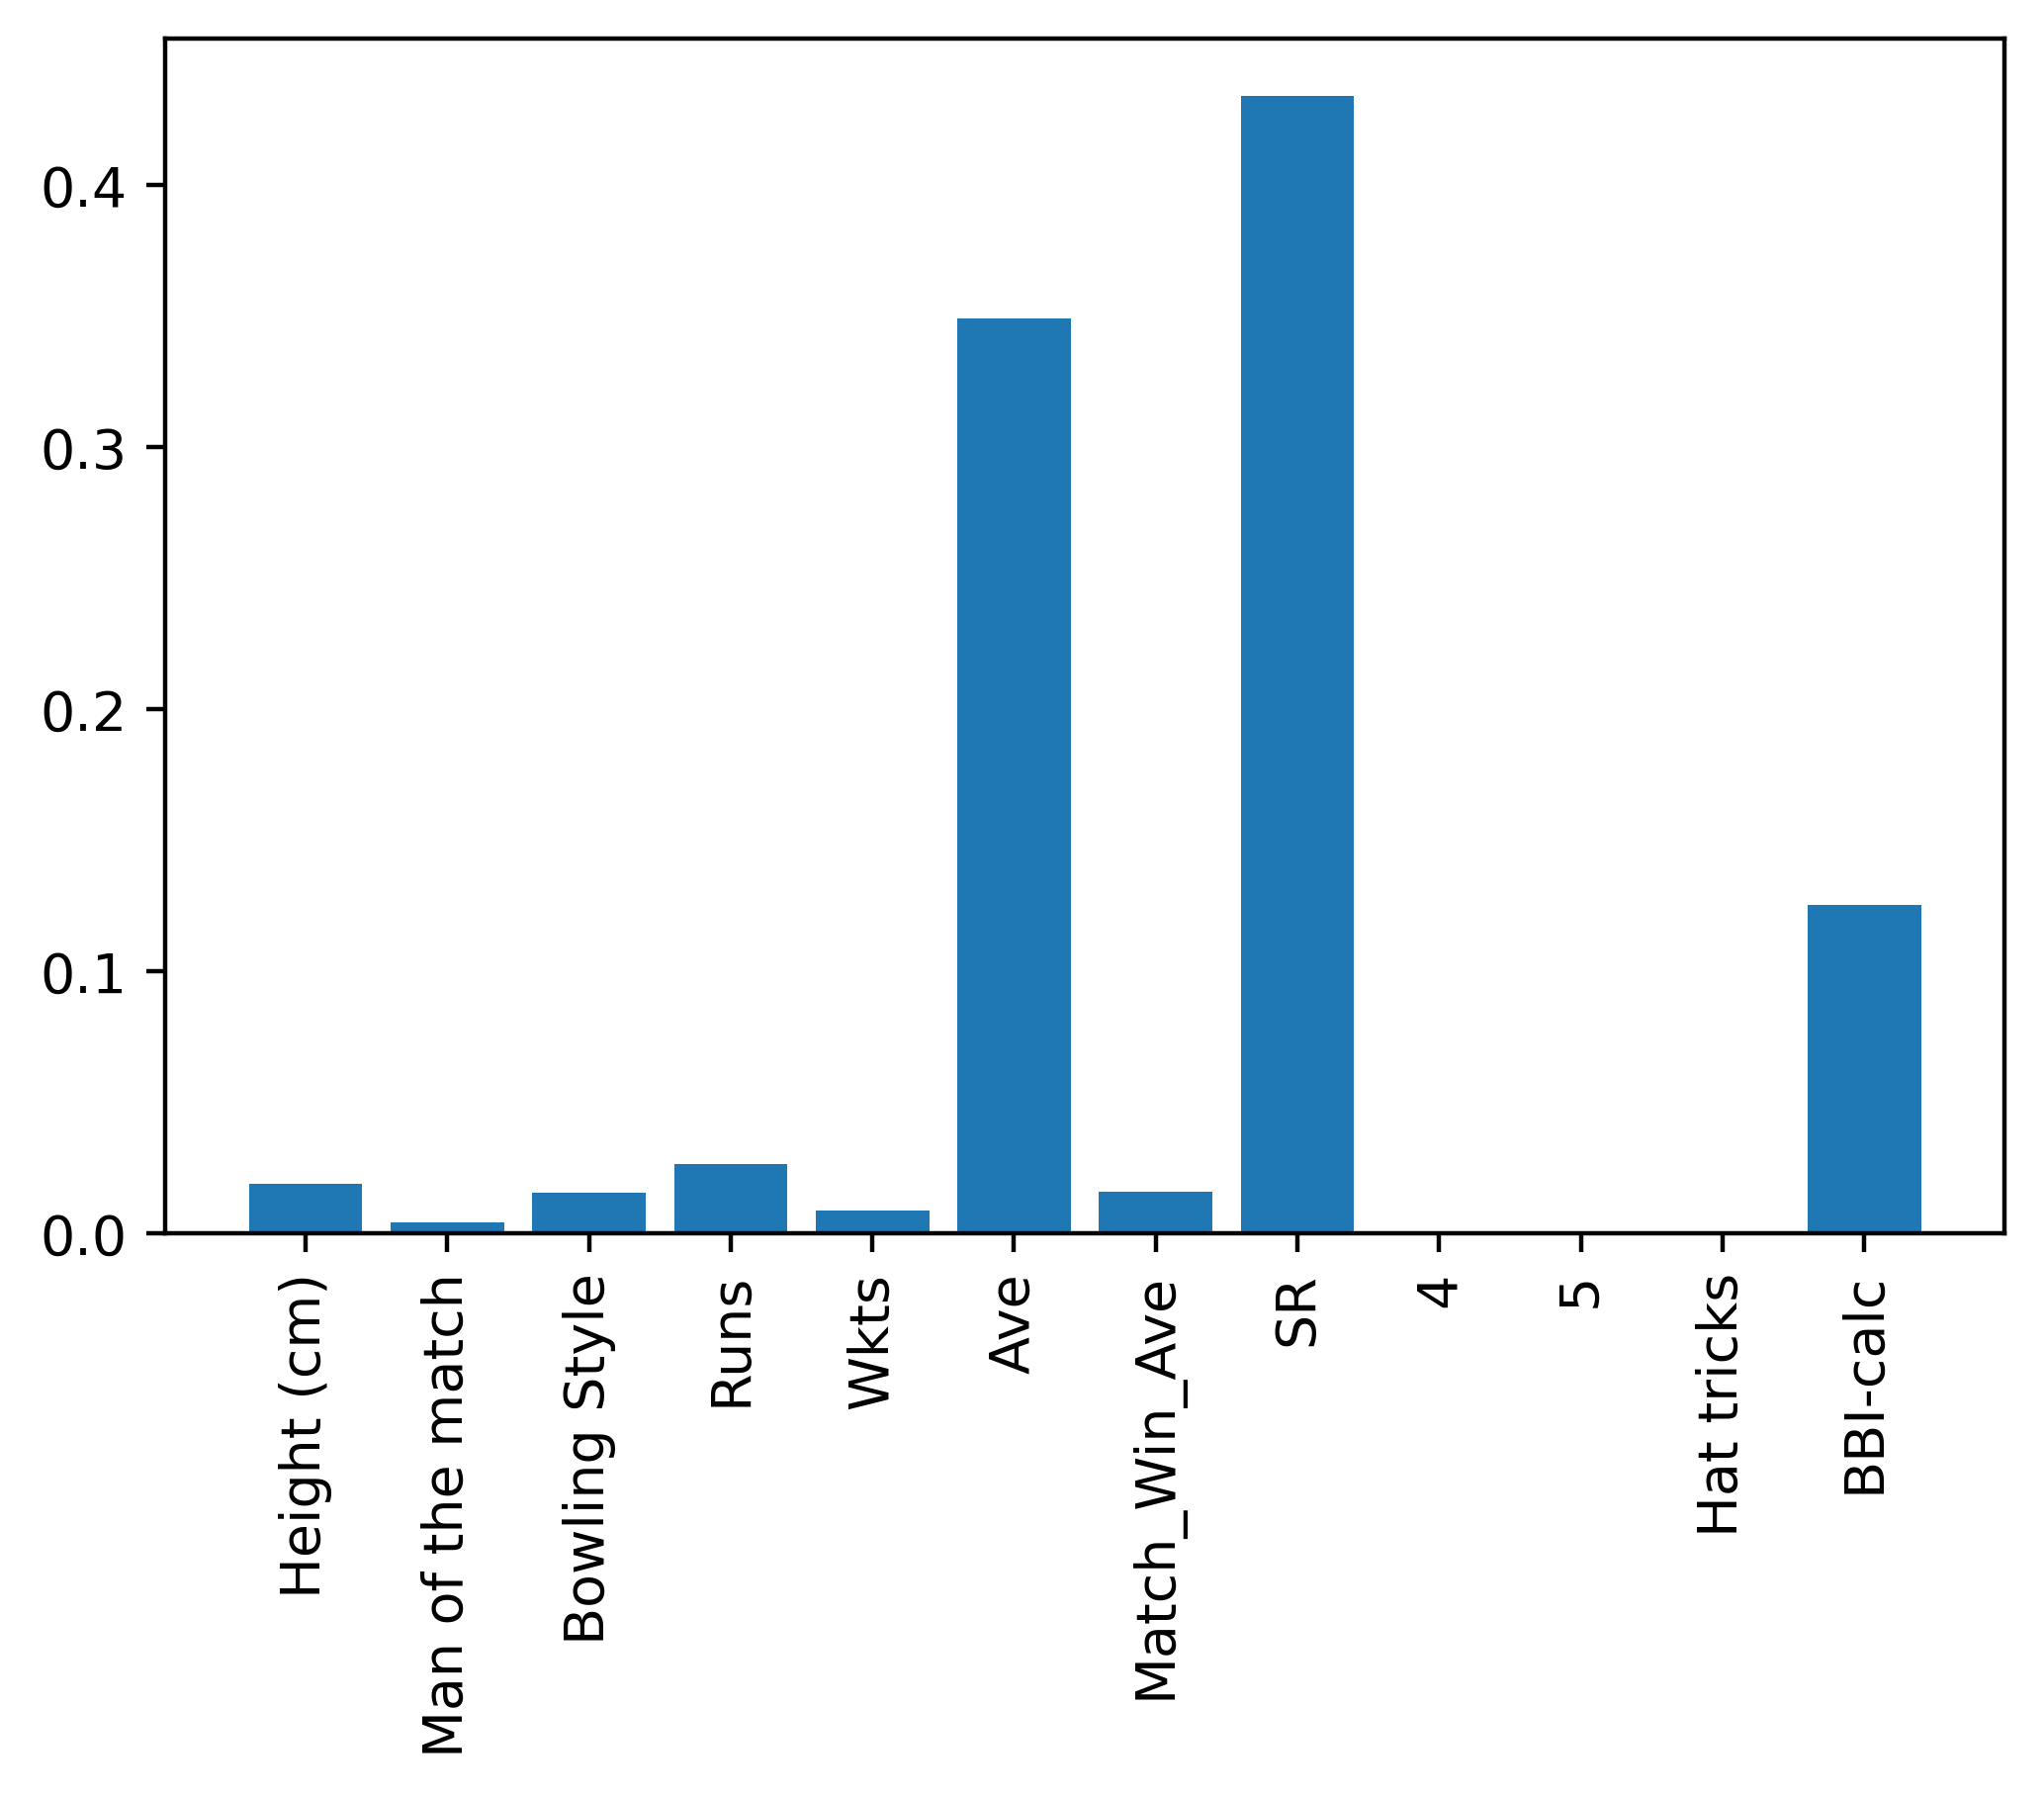 0.4
0.3
0.2
0.1
0.0
Height (cm)
Man of the match
Bowling Style
Runs
Wkts
Ave
Match_Win_Ave
SR
4
5
Hat tricks
BBI-calc